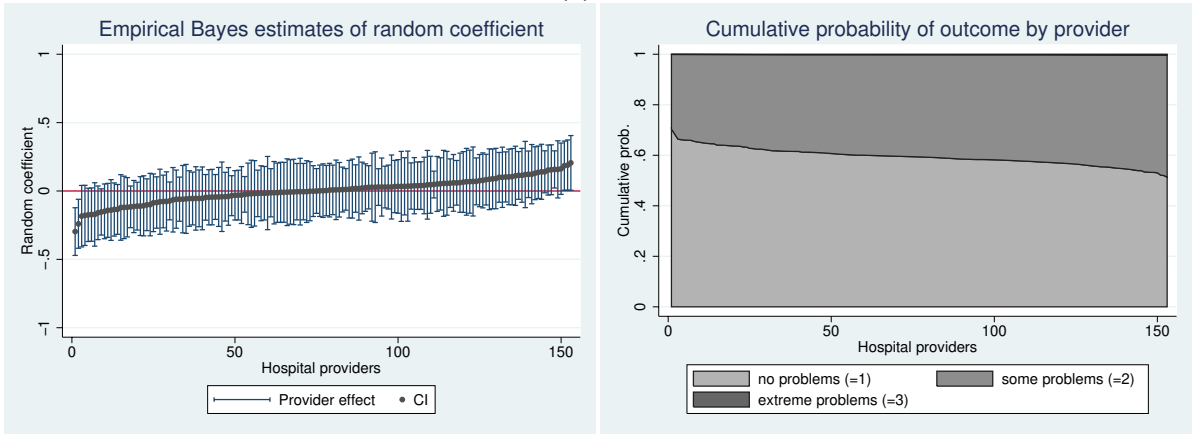 Empirical Bayes estimates of random coefficient
Random coefficient
1
.5
0
-.5
-1
0 50 100 150
Hospital providers
Provider effect CI
Cumulative probability of outcome by provider
Cumulative prob.
1
.8
.6
.4
.2
0
0 50 100 150
Hospital providers
no problems (=1) some problems (=2)
extreme problems (=3)